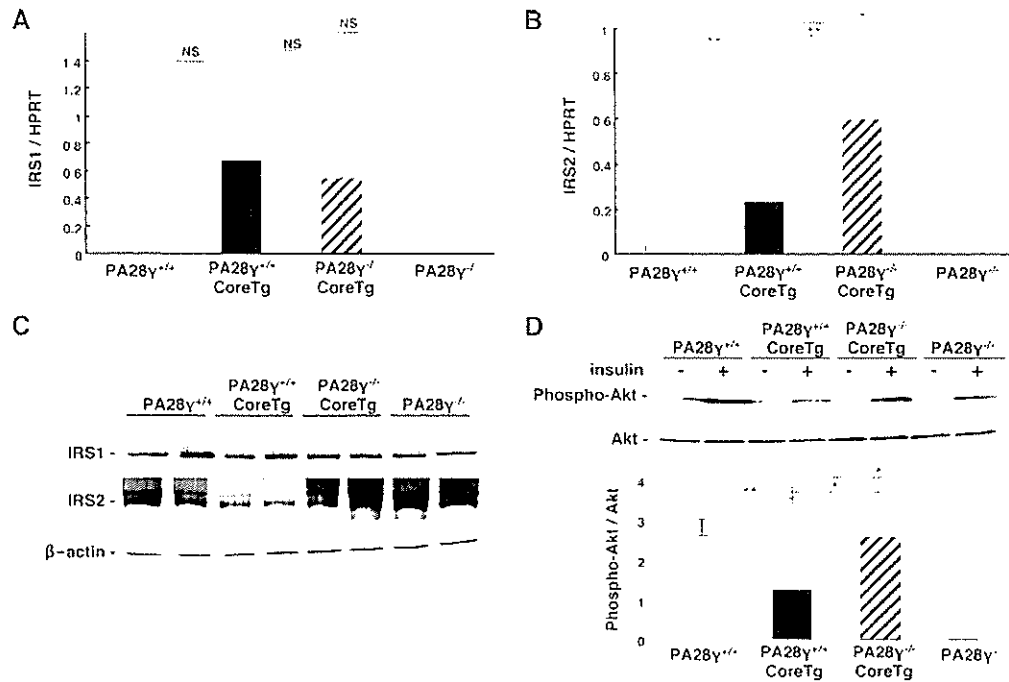 A
NS
NS
NS
1.4
1.2
1
0.8
0.6
0.4
0.2
0
IRS1 / HPRT
PA28γ+/+
PA28γ+/+
CoreTg
PA28γ-/-
CoreTg
PA28γ-/-
B
1
0.8
0.6
0.4
0.2
0
IRS2 / HPRT
PA28γ+/+
PA28γ+/+
CoreTg
PA28γ-/-
CoreTg
PA28γ-/-
C
PA28γ+/+
PA28γ+/+
CoreTg
PA28γ-/-
CoreTg
PA28γ-/-
IRS1 -
IRS2 -
β-actin -
D
PA28γ+/+
PA28γ+/+
CoreTg
PA28γ-/-
CoreTg
PA28γ-/-
insulin - + - + - + - +
Phospho-Akt -
Akt -
4
3
2
1
0
Phospho-Akt / Akt
PA28γ+/+
PA28γ+/+
CoreTg
PA28γ-/-
CoreTg
PA28γ-